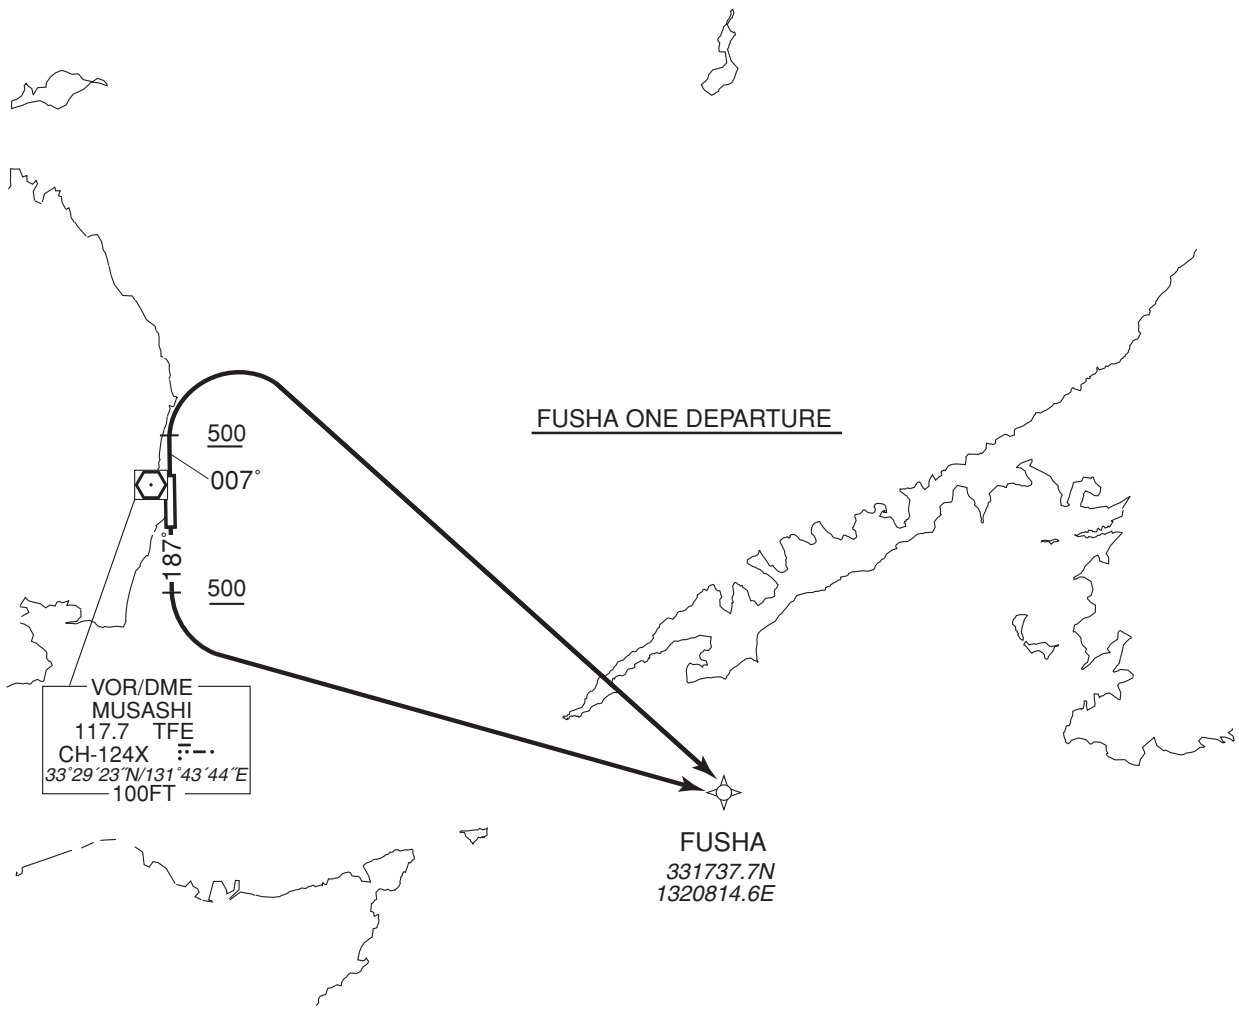 FUSHA ONE DEPARTURE
500
007°
187°
500
VOR/DME
MUSASHI
117.7 TFE
CH-124X
33°29´23˝N/131°43´44˝E
100FT
FUSHA
331737.7N
1320814.6E